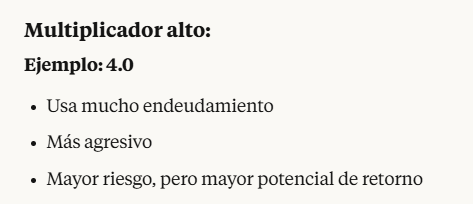 Multiplicador alto:
Ejemplo: 4.0
• Usa mucho endeudamiento
• Más agresivo
• Mayor riesgo, pero mayor potencial de retorno